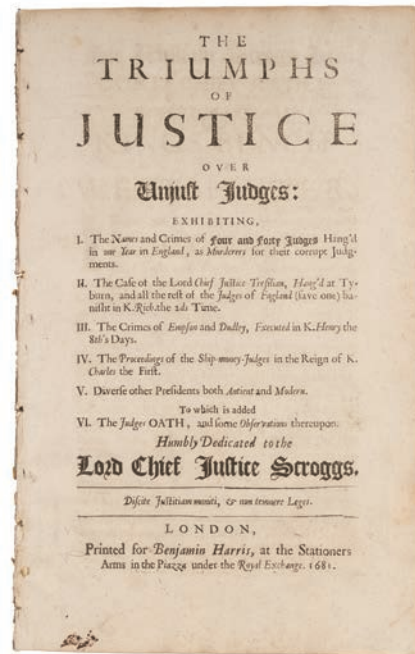 THE
TRIUMPHS
OF
JUSTICE
OVER
Unjust Judges:
EXHIBITING,
I. The Names and Crimes of Four and Forty Judges Hang'd
in one Year in England, as Murderers for their corrupt Judg-
ments.
II. The Case of the Lord Chief Justice Tresilian, Hang'd at Ty-
burn, and all the rest of the Judges of England (save one) ba-
nisht in K. Rich. the 2ds Time.
III. The Crimes of Empson and Dudley, Executed in K. Henry the
8th's Days.
IV. The Proceedings of the Ship-money-Judges in the Reign of K.
Charles the First.
V. Diverse other Presidents both Antient and Modern.
To which is added
VI. The Judges OATH, and some Observations thereupon.
Humbly Dedicated to the
Lord Chief Justice Scroggs.
Discite Justitiam moniti, & non temnere Leges.
LONDON,
Printed for Benjamin Harris, at the Stationers
Arms in the Piazza under the Royal Exchange. 1681.